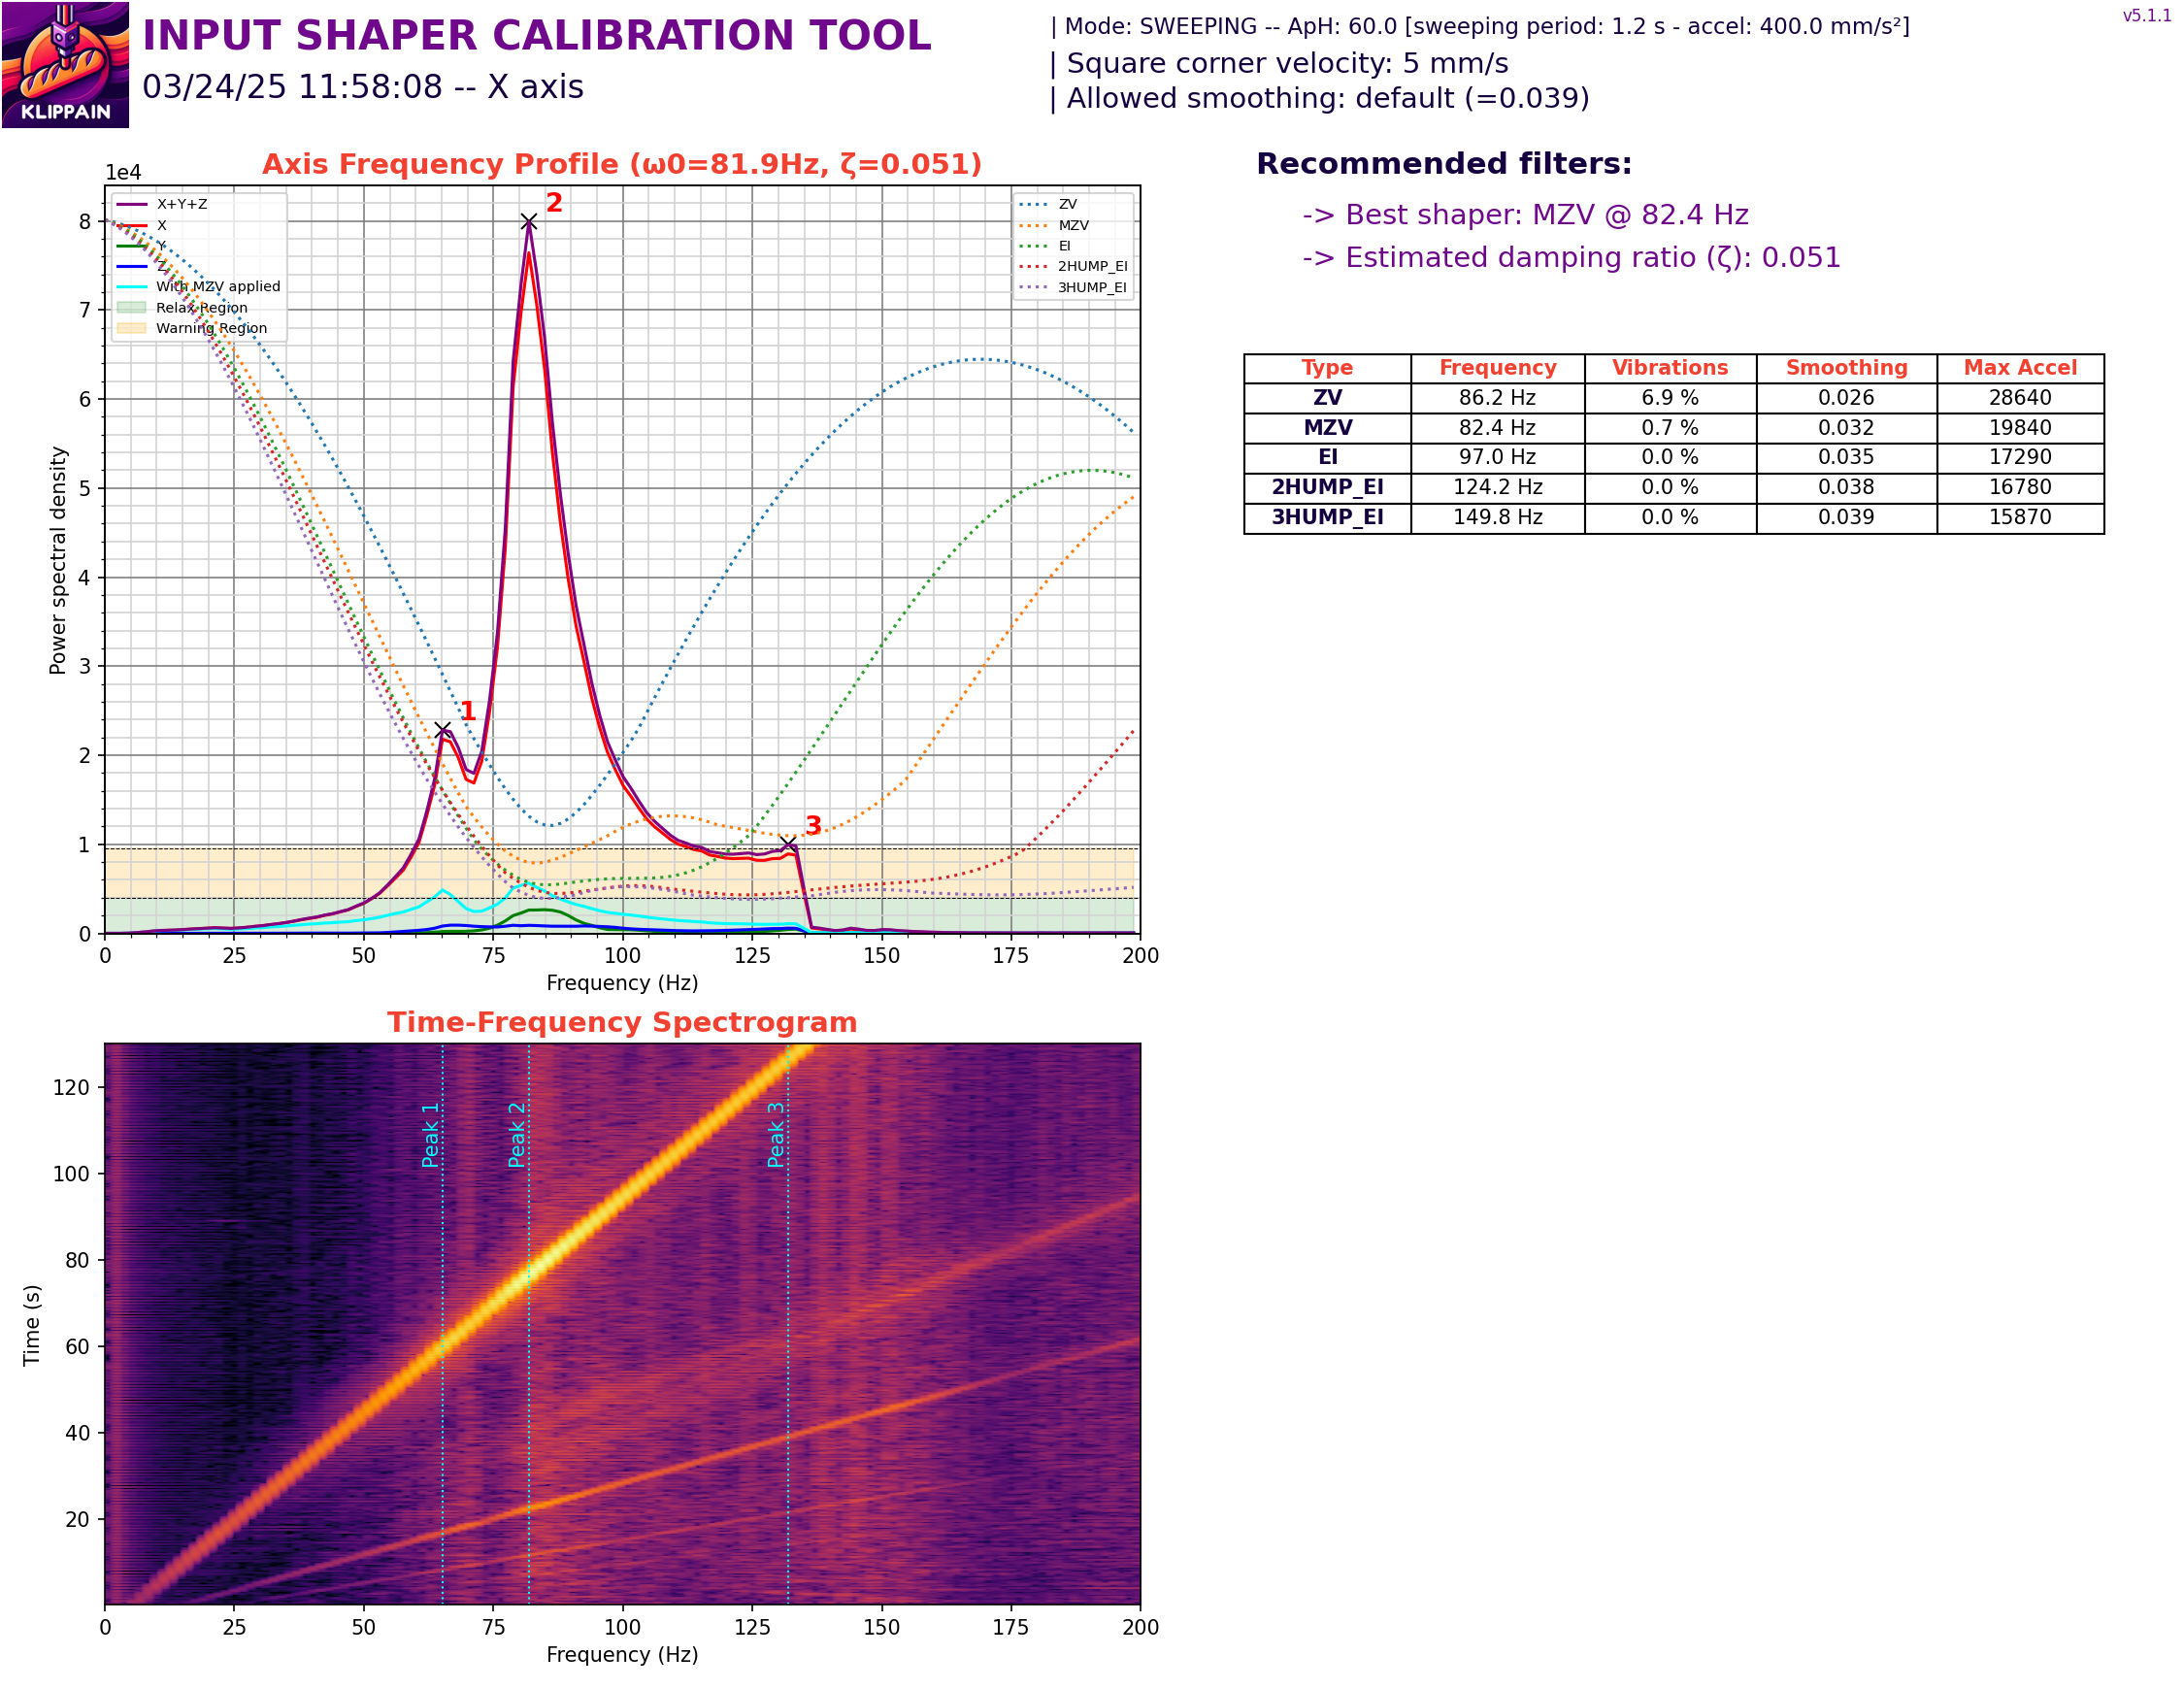 INPUT SHAPER CALIBRATION TOOL
03/24/25 11:58:08 -- X axis
KLIPPAIN
| Mode: SWEEPING -- ApH: 60.0 [sweeping period: 1.2 s - accel: 400.0 mm/s²]
| Square corner velocity: 5 mm/s
| Allowed smoothing: default (=0.039)
v5.1.1
Axis Frequency Profile (ω0=81.9Hz, ζ=0.051)
1e4
X+Y+Z
X
Y
Z
With MZV applied
Relax Region
Warning Region
ZV
MZV
EI
2HUMP_EI
3HUMP_EI
1
2
3
Power spectral density
8
7
6
5
4
3
2
1
0
0 25 50 75 100 125 150 175 200
Frequency (Hz)
Recommended filters:
-> Best shaper: MZV @ 82.4 Hz
-> Estimated damping ratio (ζ): 0.051
Type Frequency Vibrations Smoothing Max Accel
ZV 86.2 Hz 6.9 % 0.026 28640
MZV 82.4 Hz 0.7 % 0.032 19840
EI 97.0 Hz 0.0 % 0.035 17290
2HUMP_EI 124.2 Hz 0.0 % 0.038 16780
3HUMP_EI 149.8 Hz 0.0 % 0.039 15870
Time-Frequency Spectrogram
Peak 1
Peak 2
Peak 3
Time (s)
120
100
80
60
40
20
0 25 50 75 100 125 150 175 200
Frequency (Hz)